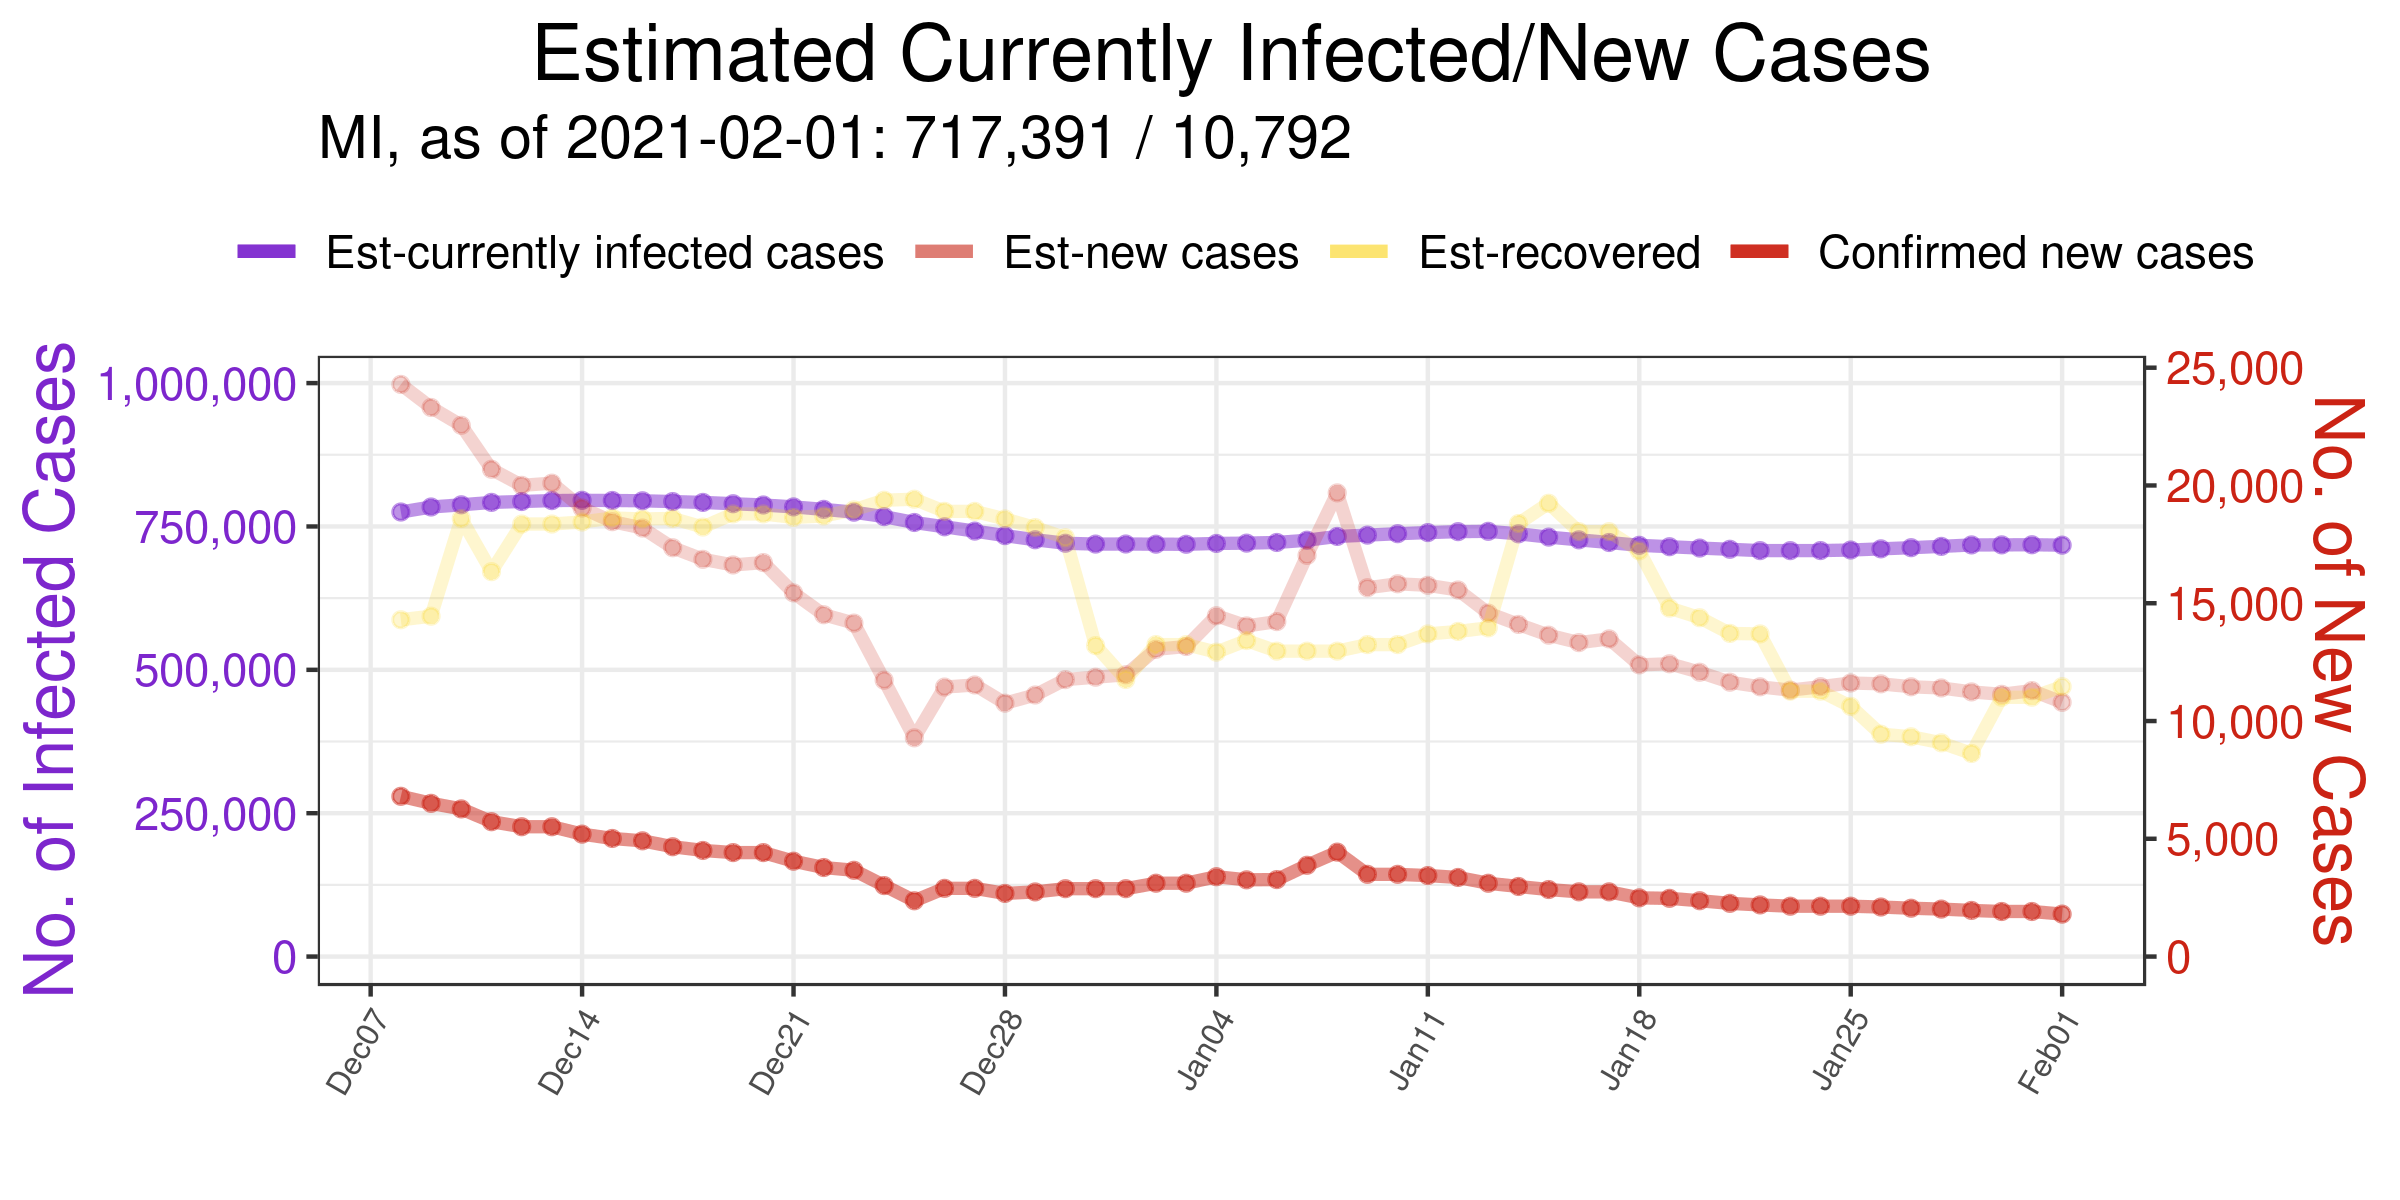 Estimated Currently Infected/New Cases
MI, as of 2021-02-01: 717,391 / 10,792
Est-currently infected cases Est-new cases Est-recovered Confirmed new cases
No. of Infected Cases
1,000,000
750,000
500,000
250,000
0
25,000
20,000
15,000
10,000
5,000
0
No. of New Cases
Dec07 Dec14 Dec21 Dec28 Jan04 Jan11 Jan18 Jan25 Feb01